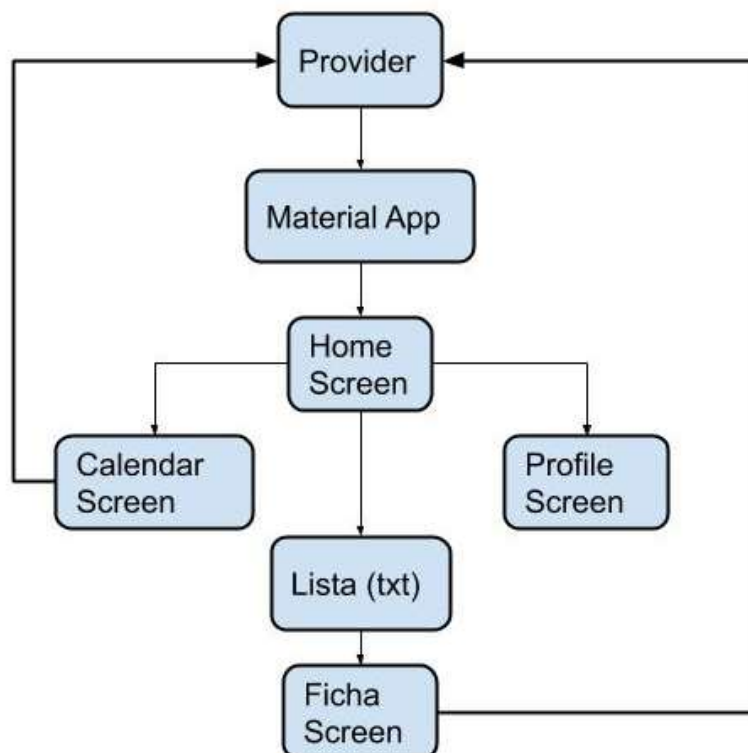 Provider
Material App
Home
Screen
Calendar
Screen
Profile
Screen
Lista (txt)
Ficha
Screen